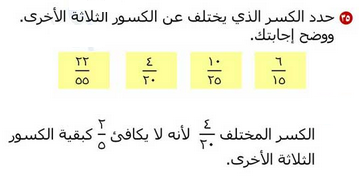 ٢٥ حدد الكسر الذي يختلف عن الكسور الثلاثة الأخرى.
ووضح إجابتك.
٦/١٥ ١٠/٢٥ ٤/٢٠ ٢٢/٥٥
الكسر المختلف ٤/٢٠ لأنه لا يكافئ ٢/٥ كبقية الكسور
الثلاثة الأخرى.